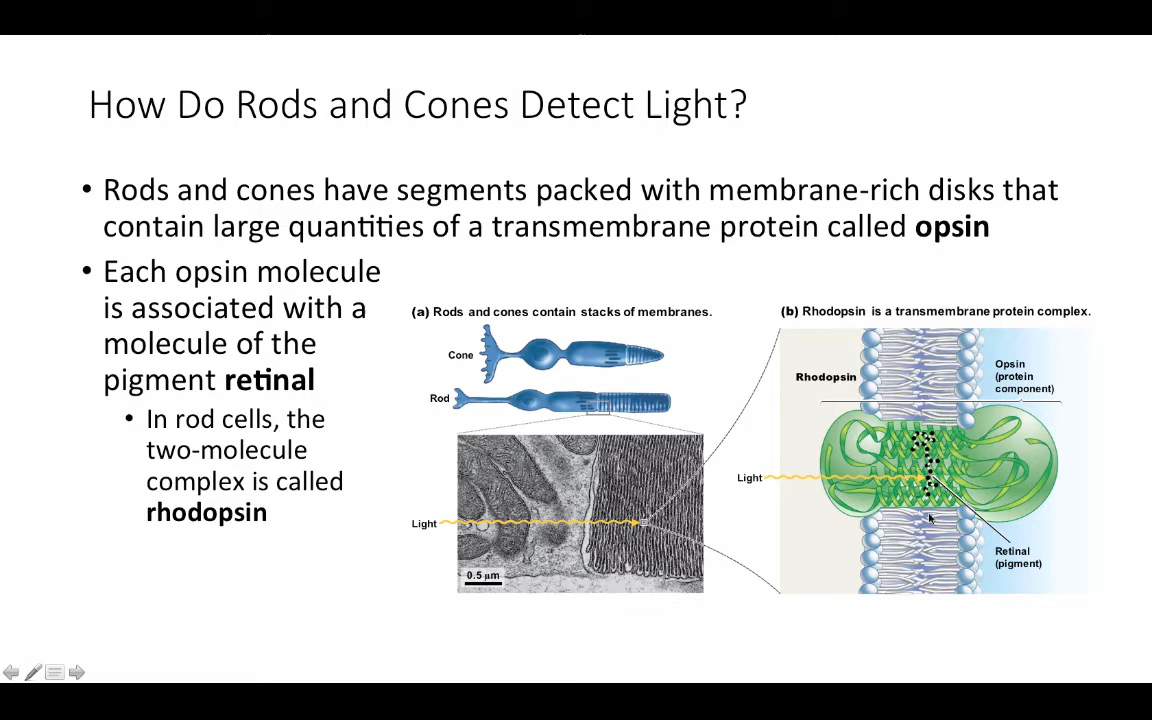 How Do Rods and Cones Detect Light?
• Rods and cones have segments packed with membrane-rich disks that
contain large quantities of a transmembrane protein called opsin
• Each opsin molecule
is associated with a
molecule of the
pigment retinal
• In rod cells, the
two-molecule
complex is called
rhodopsin
(a) Rods and cones contain stacks of membranes.
Cone
Rod
Light
0.5 µm
(b) Rhodopsin is a transmembrane protein complex.
Rhodopsin
Opsin
(protein
component)
Light
Retinal
(pigment)